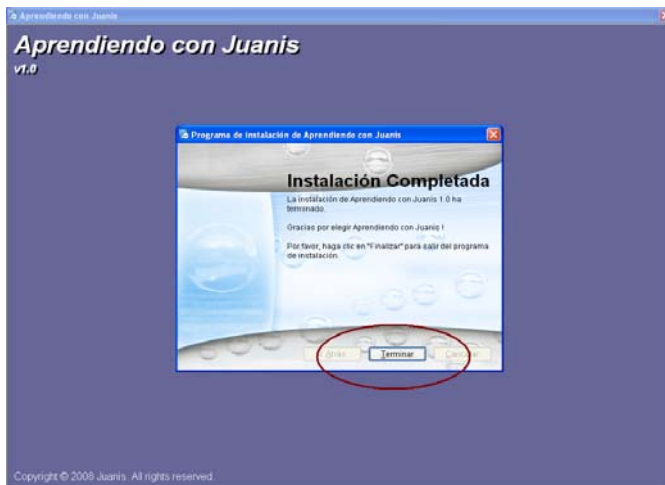 Aprendiendo con Juanis
Aprendiendo con Juanis
v1.0
Programa de instalación de Aprendiendo con Juanis
Instalación Completada
La instalación de Aprendiendo con Juanis 1.0 ha
terminado.
Gracias por elegir Aprendiendo con Juanis !
Por favor, haga clic en "Finalizar" para salir del programa
de instalación.
Atrás Terminar Cancelar
Copyright © 2008 Juanis. All rights reserved.